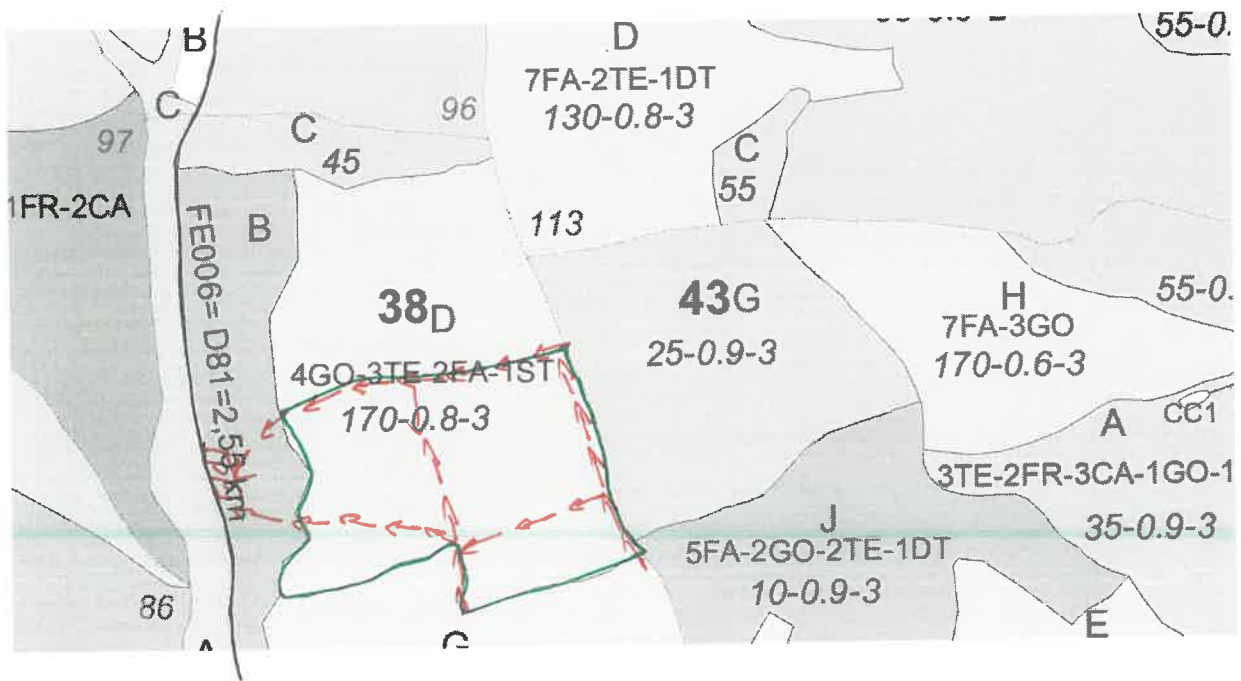 B
D
55-0.
7FA-2TE-1DT
130-0.8-3
C
C
96
97
45
C
55
1FR-2CA
B
113
FE006= D81=2,55 km
38D
43G
H
55-0.
7FA-3GO
25-0.9-3
170-0.6-3
4GO-3TE-2FA-1ST
170-0.8-3
A
CC1
3TE-2FR-3CA-1GO-1
J
35-0.9-3
5FA-2GO-2TE-1DT
10-0.9-3
86
E
G
A